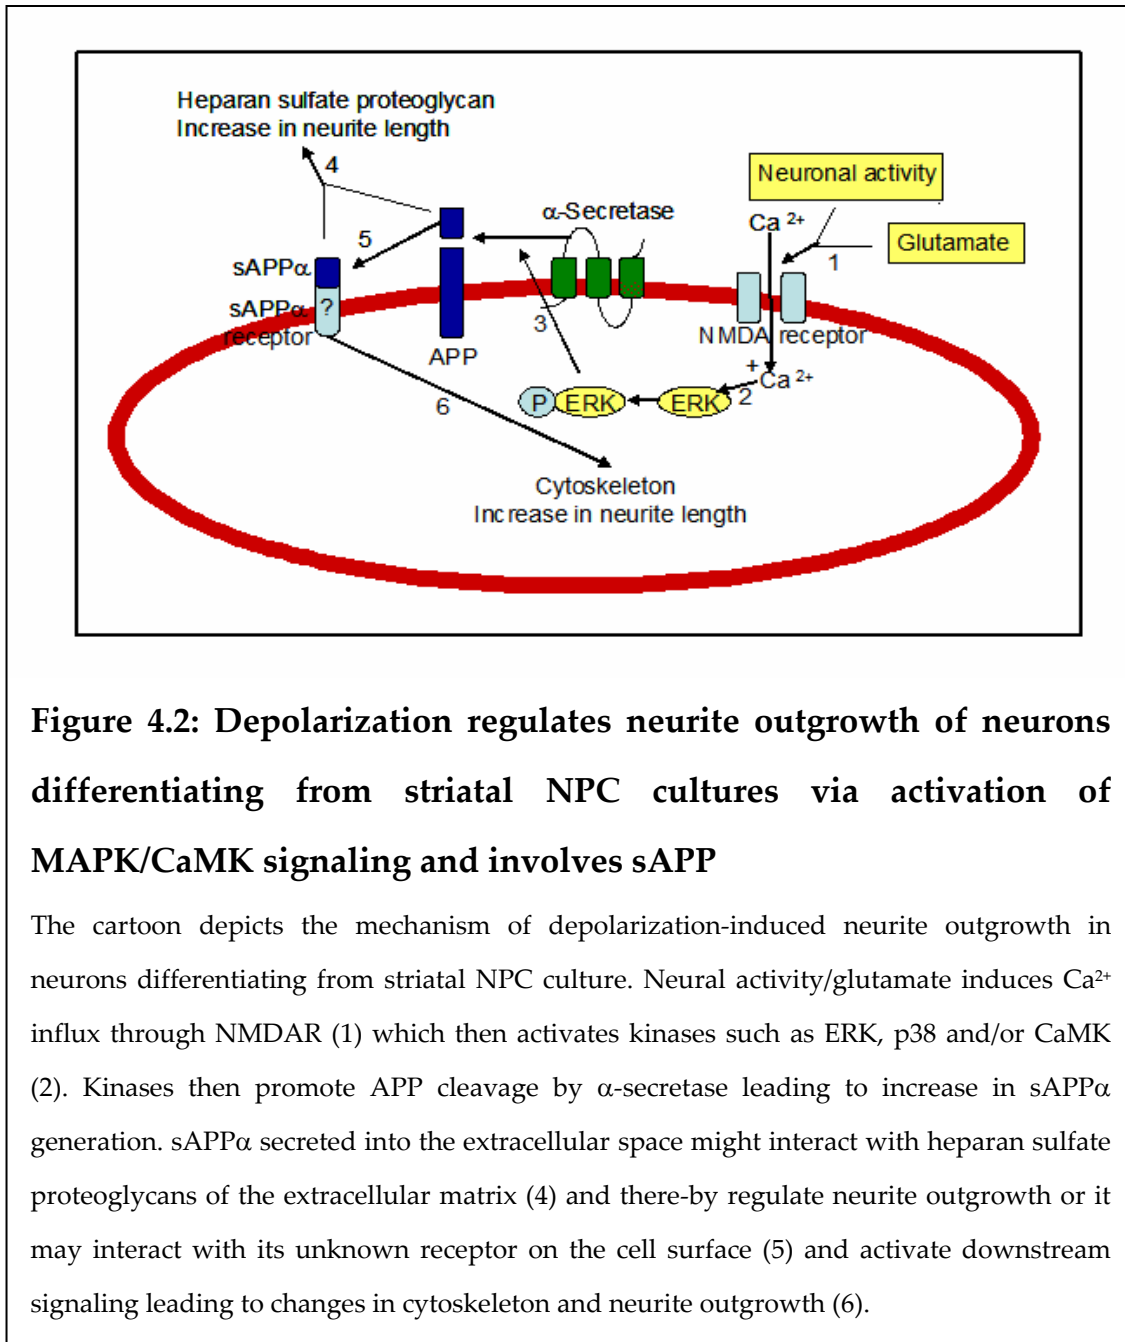 Heparan sulfate proteoglycan
Increase in neurite length
4
Neuronal activity
α-Secretase
Ca 2+
Glutamate
5
1
sAPPα
sAPPα
?
receptor
3
NMDA receptor
APP
+
Ca 2+
2
P
ERK
ERK
6
Cytoskeleton
Increase in neurite length
Figure 4.2: Depolarization regulates neurite outgrowth of neurons
differentiating from striatal NPC cultures via activation of
MAPK/CaMK signaling and involves sAPP
The cartoon depicts the mechanism of depolarization-induced neurite outgrowth in
neurons differentiating from striatal NPC culture. Neural activity/glutamate induces Ca²⁺
influx through NMDAR (1) which then activates kinases such as ERK, p38 and/or CaMK
(2). Kinases then promote APP cleavage by α-secretase leading to increase in sAPPα
generation. sAPPα secreted into the extracellular space might interact with heparan sulfate
proteoglycans of the extracellular matrix (4) and there-by regulate neurite outgrowth or it
may interact with its unknown receptor on the cell surface (5) and activate downstream
signaling leading to changes in cytoskeleton and neurite outgrowth (6).